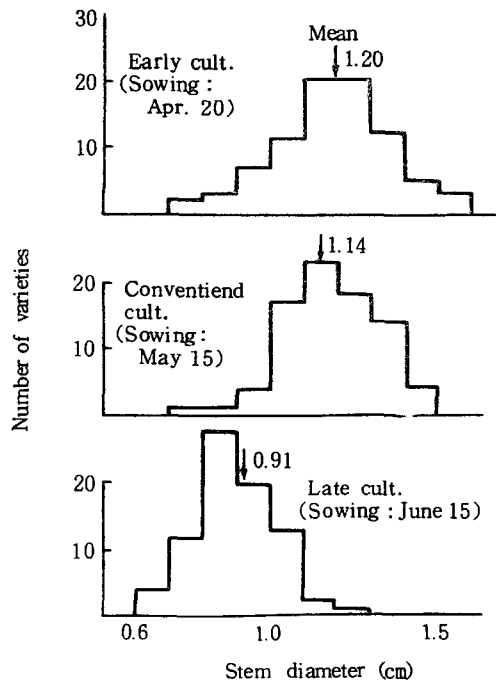 30
20
10
Early cult.
(Sowing :
Apr. 20)
Mean
1.20
20
10
Conventiend
cult.
(Sowing :
May 15)
1.14
20
10
0.91
Late cult.
(Sowing : June 15)
0.6
1.0
1.5
Number of varieties
Stem diameter (cm)